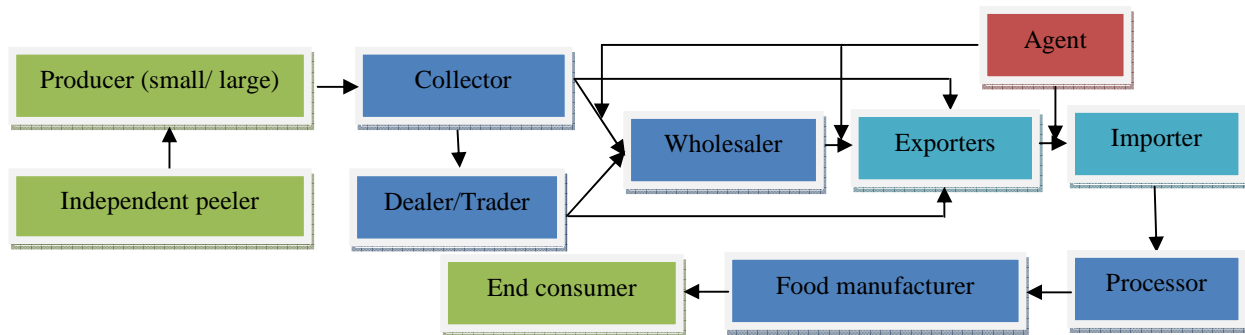 Agent
Producer (small/ large)
Collector
Wholesaler
Exporters
Importer
Independent peeler
Dealer/Trader
End consumer
Food manufacturer
Processor